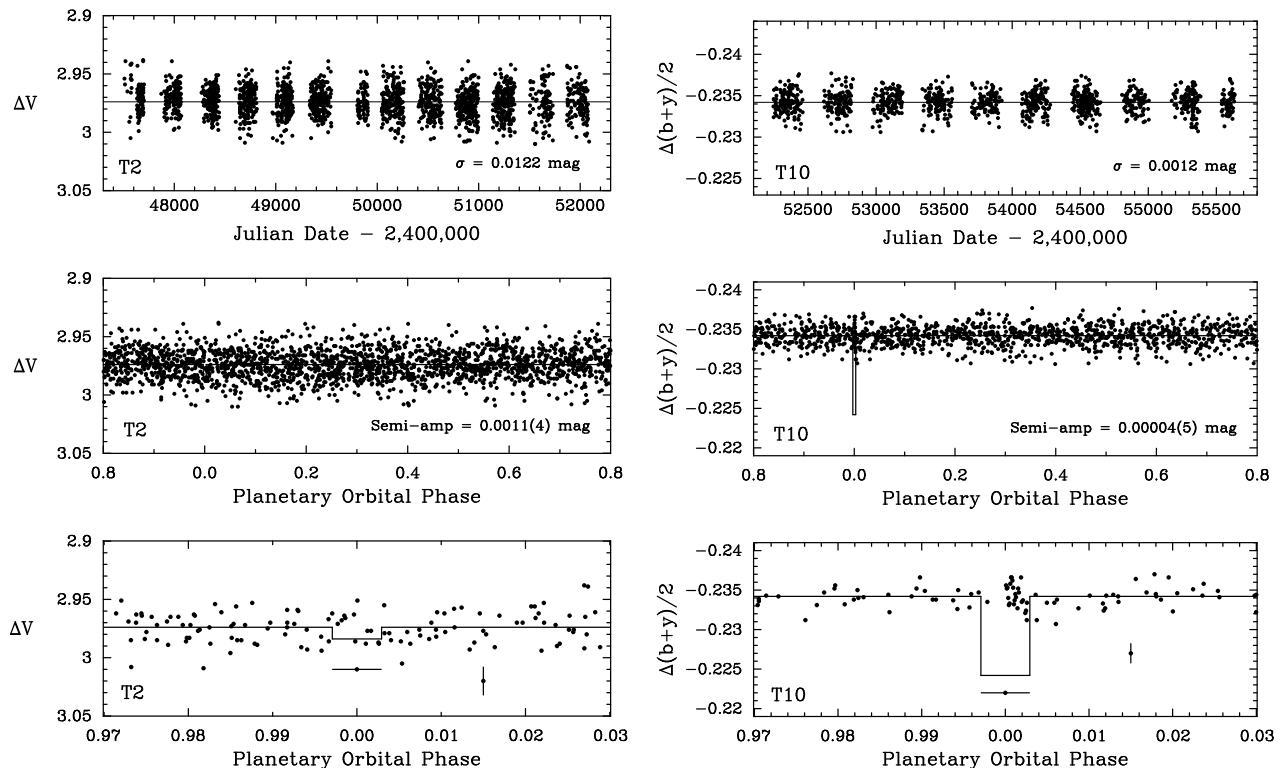 2.9
2.95
3
3.05
ΔV
T2
σ = 0.0122 mag
48000 49000 50000 51000 52000
Julian Date − 2,400,000
−0.24
−0.235
−0.23
−0.225
Δ(b+y)/2
T10
σ = 0.0012 mag
52500 53000 53500 54000 54500 55000 55500
Julian Date − 2,400,000
2.9
2.95
3
3.05
ΔV
T2
Semi-amp = 0.0011(4) mag
0.8 0.0 0.2 0.4 0.6 0.8
Planetary Orbital Phase
−0.24
−0.235
−0.23
−0.225
−0.22
Δ(b+y)/2
T10
Semi-amp = 0.00004(5) mag
0.8 0.0 0.2 0.4 0.6 0.8
Planetary Orbital Phase
2.9
2.95
3
3.05
ΔV
T2
0.97 0.98 0.99 0.00 0.01 0.02 0.03
Planetary Orbital Phase
−0.24
−0.235
−0.23
−0.225
−0.22
Δ(b+y)/2
T10
0.97 0.98 0.99 0.00 0.01 0.02 0.03
Planetary Orbital Phase